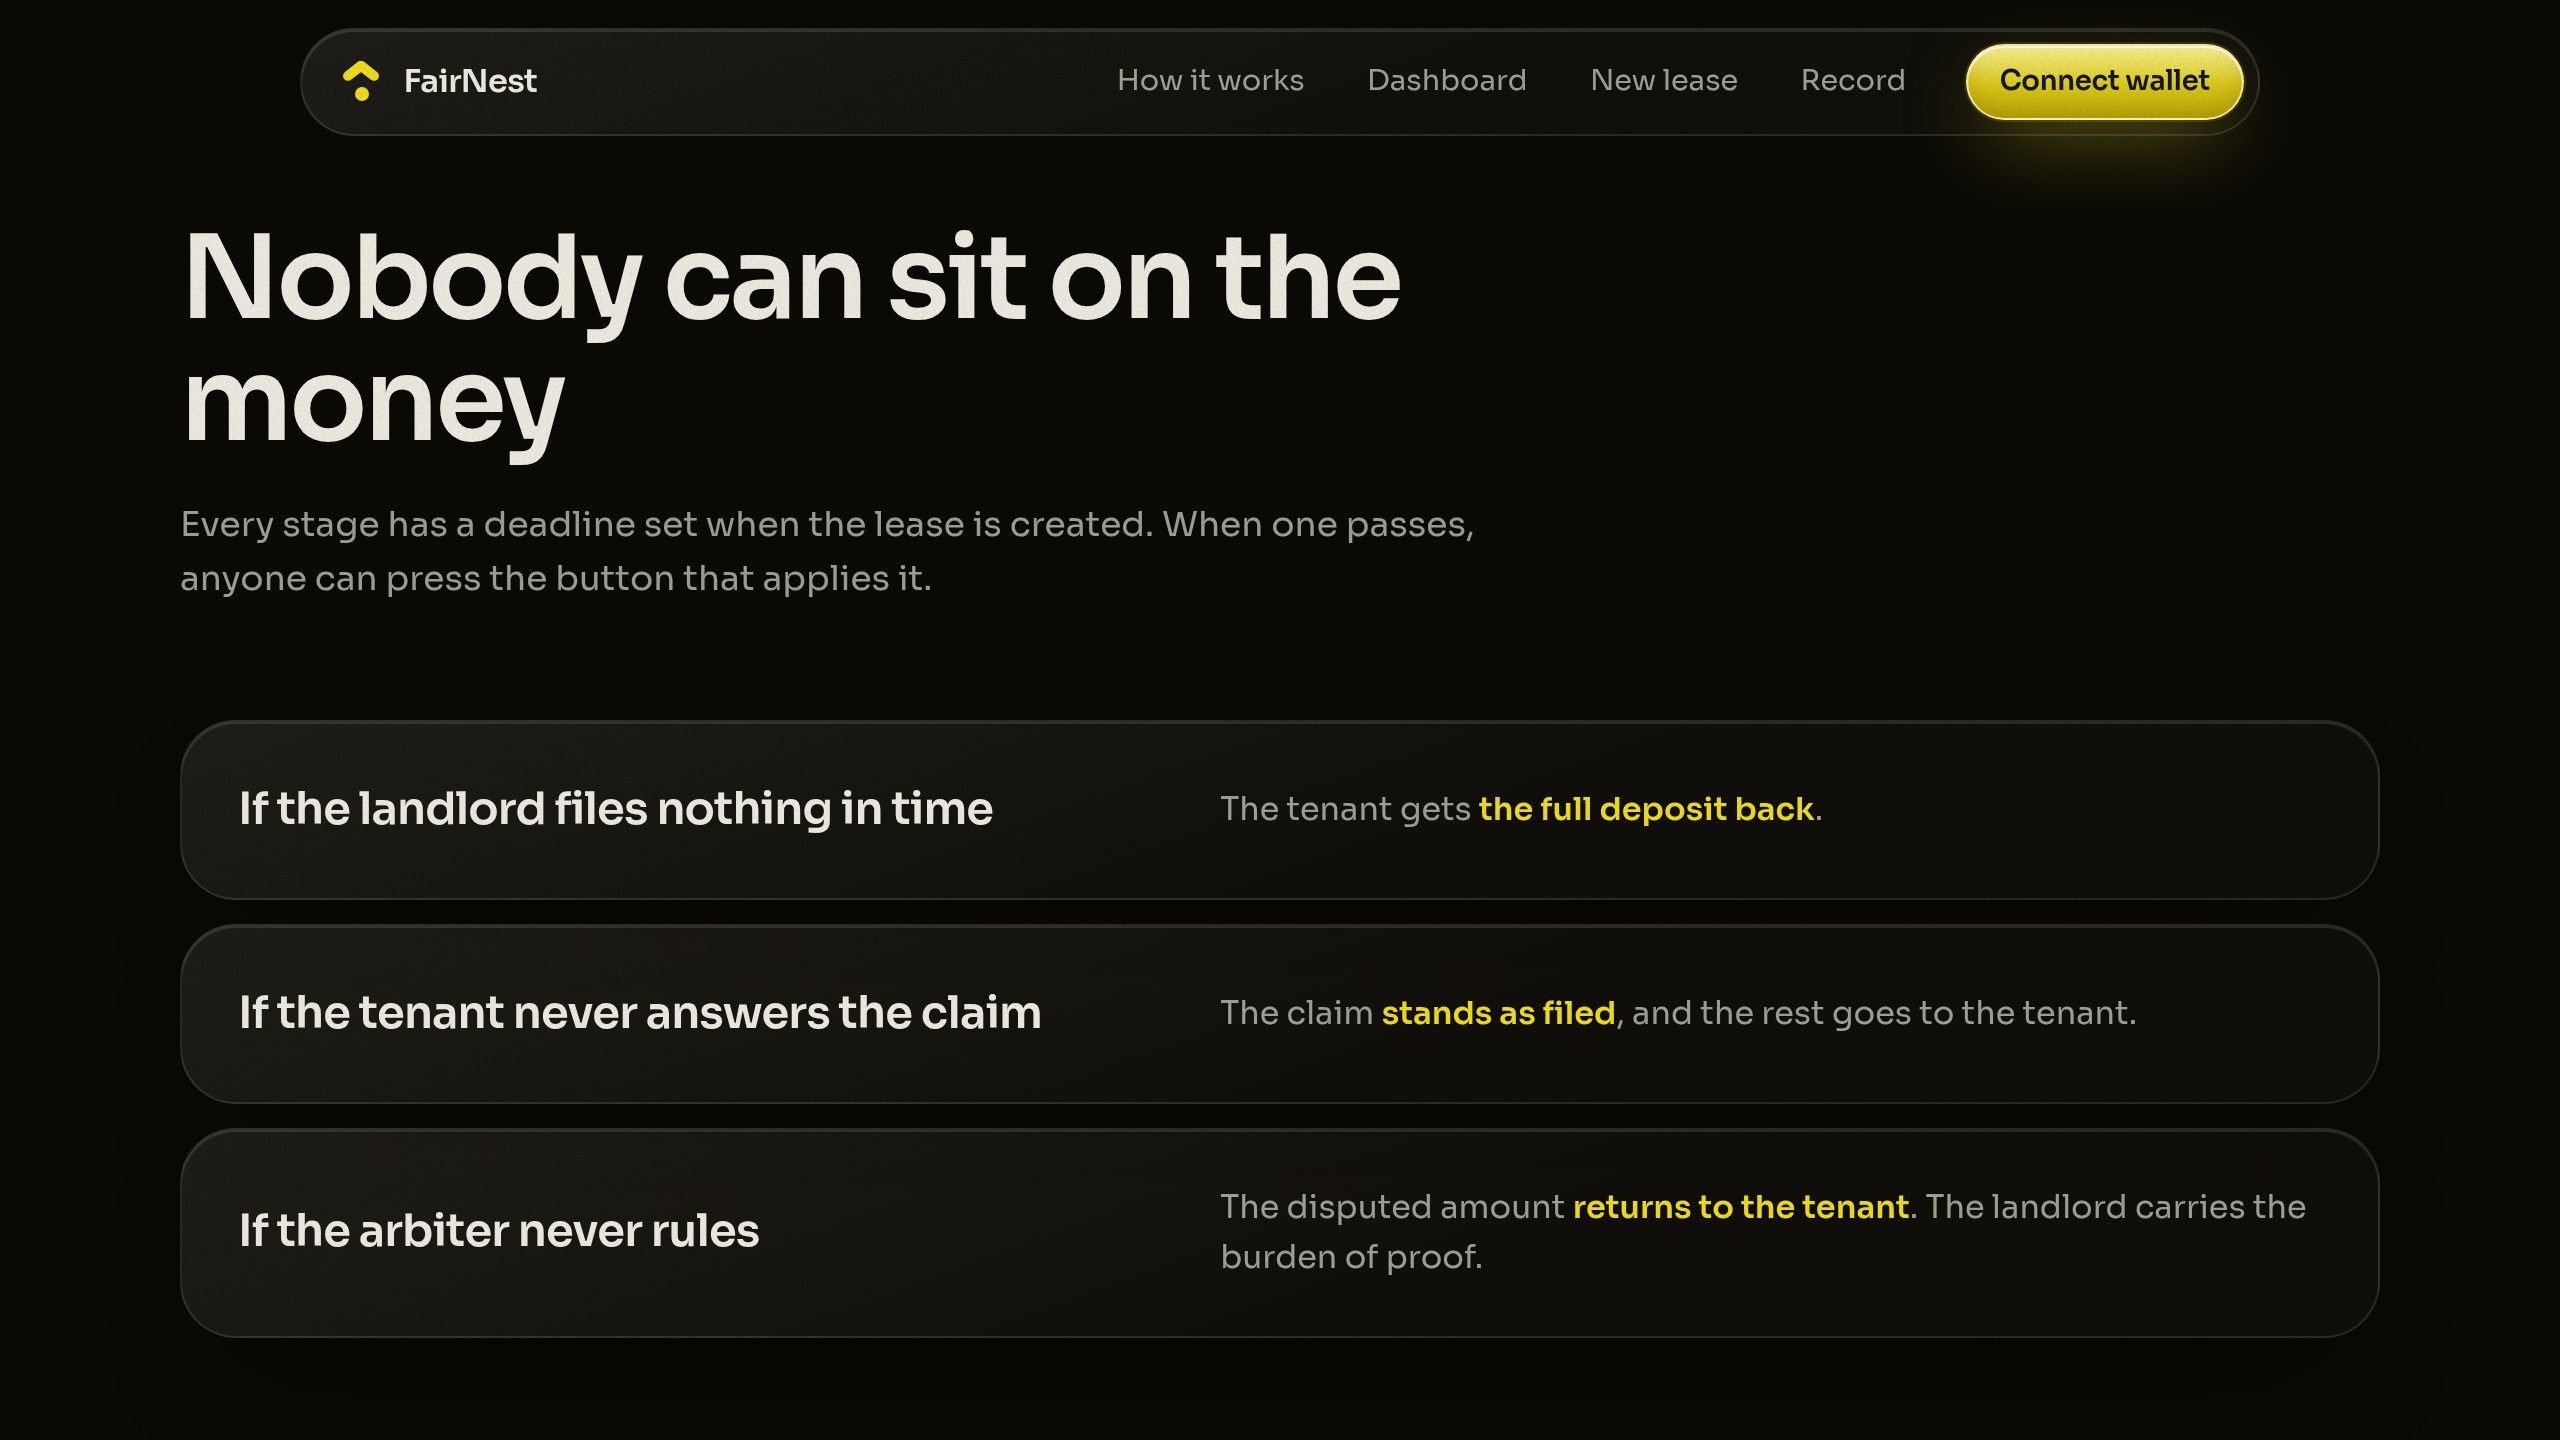 FairNest
How it works
Dashboard
New lease
Record
Connect wallet
Nobody can sit on the
money
Every stage has a deadline set when the lease is created. When one passes,
anyone can press the button that applies it.
If the landlord files nothing in time
The tenant gets the full deposit back.
If the tenant never answers the claim
The claim stands as filed, and the rest goes to the tenant.
If the arbiter never rules
The disputed amount returns to the tenant. The landlord carries the
burden of proof.